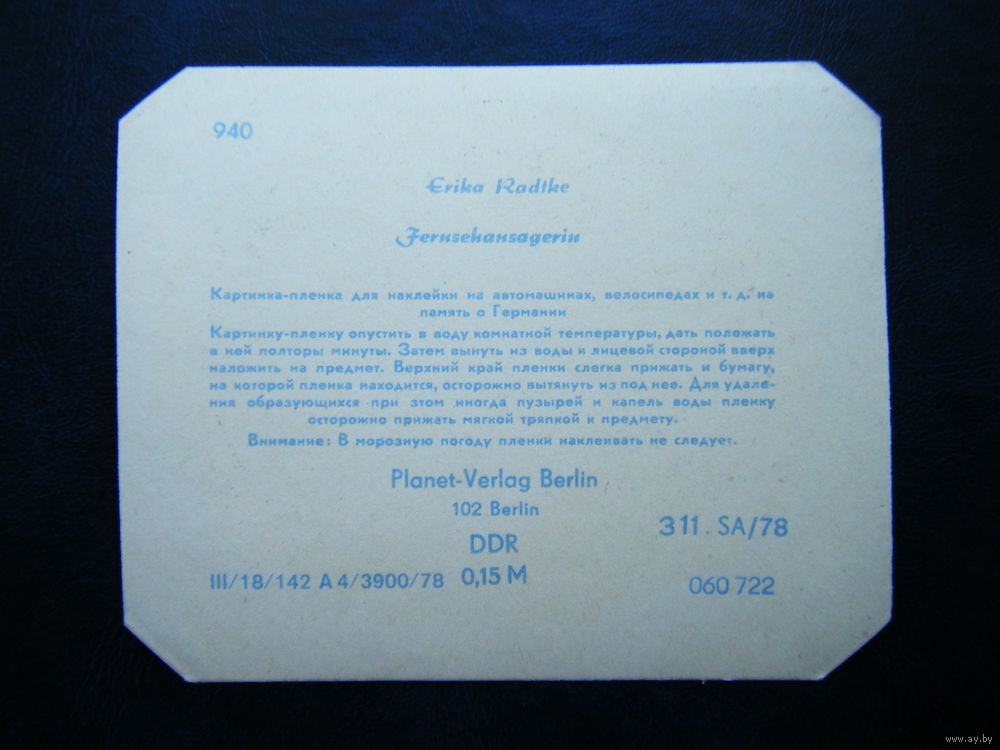 940
Erika Radtke
Fernsehansagerin
Картинка-пленка для наклейки на автомашинах, велосипедах и т. д. на
память о Германии
Картинку-пленку опустить в воду комнатной температуры, дать полежать
в ней полторы минуты. Затем вынуть из воды и лицевой стороной вверх
наложить на предмет. Верхний край пленки слегка прижать и бумагу,
на которой пленка находится, осторожно вытянуть из под нее. Для удале-
ния образующихся при этом иногда пузырей и капель воды пленку
осторожно прижать мягкой тряпкой к предмету.
Внимание: В морозную погоду пленки наклеивать не следует.
Planet-Verlag Berlin
102 Berlin
311. SA/78
DDR
III/18/142 A 4/3900/78 0,15 M
060 722
www.ay.by